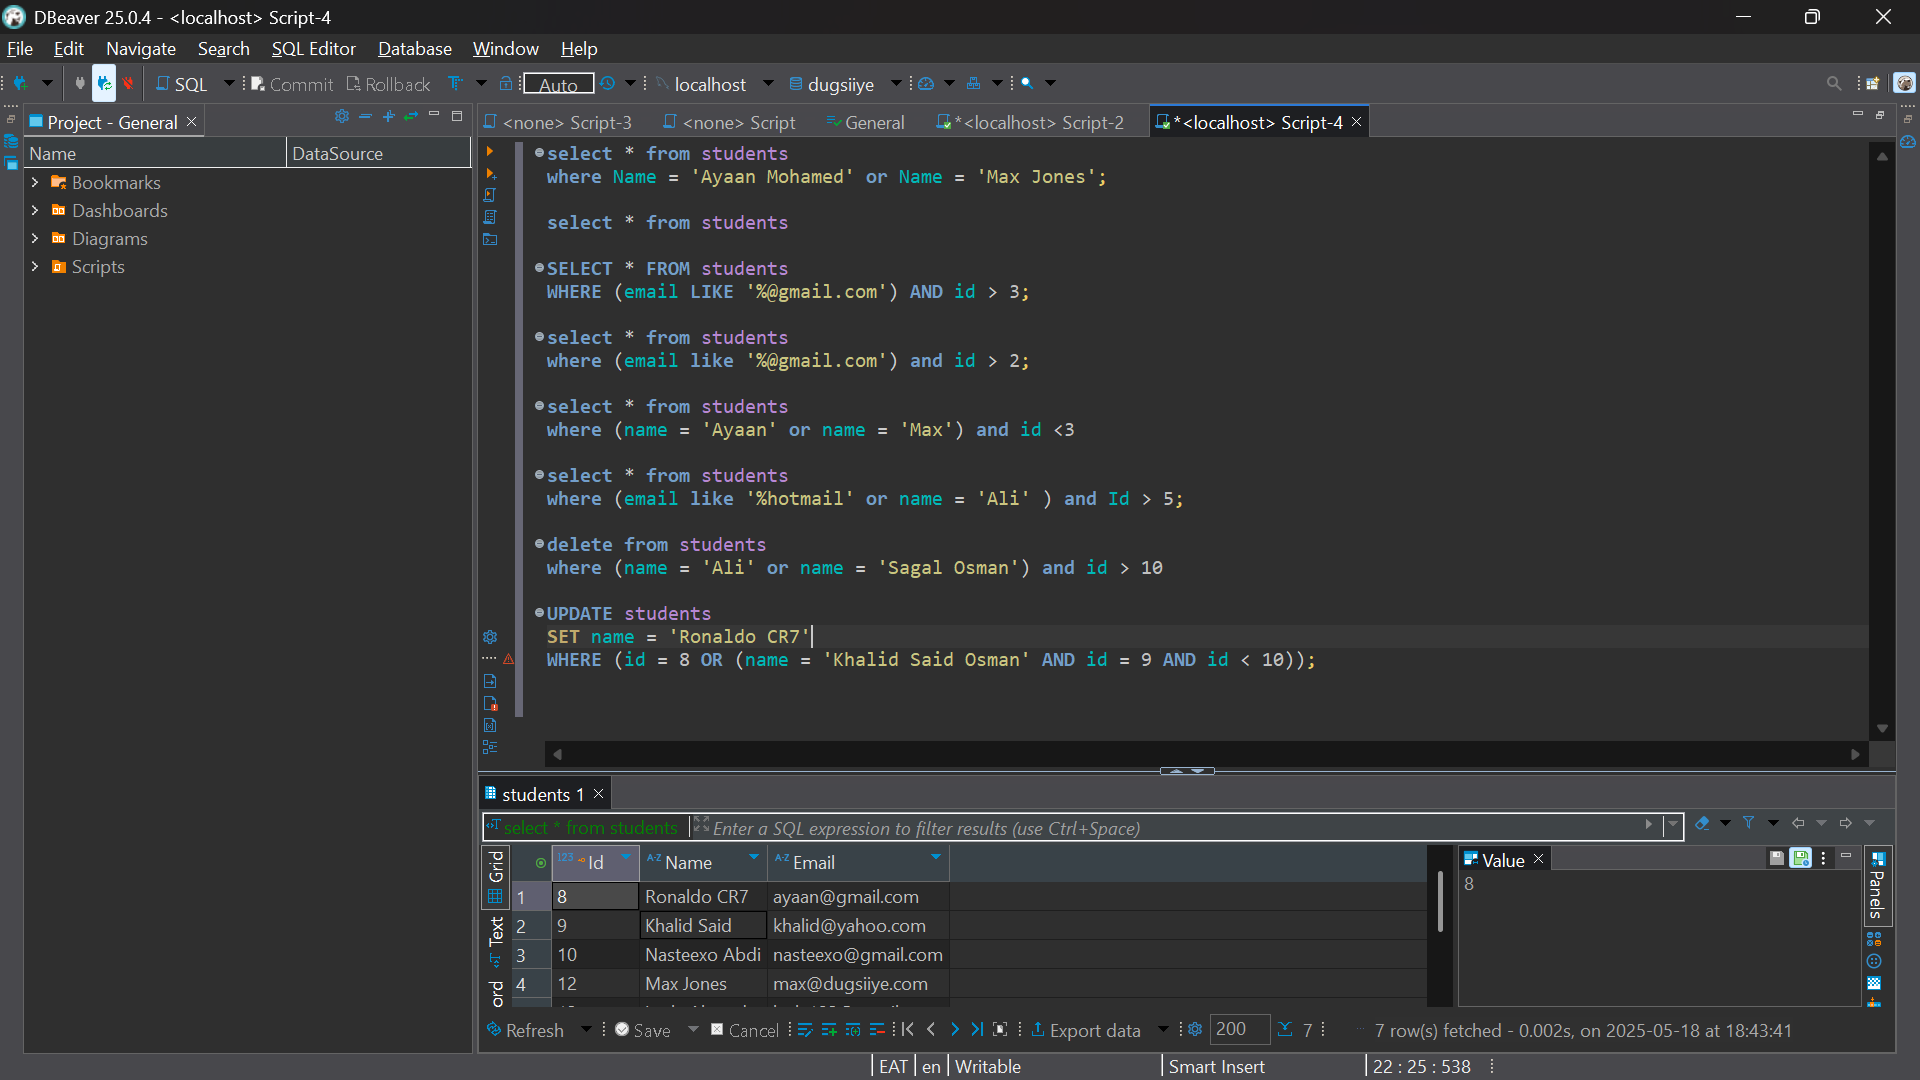 DBeaver 25.0.4 - <localhost> Script-4
File Edit Navigate Search SQL Editor Database Window Help
SQL Commit Rollback Auto localhost dugsiiye
Project - General
Name DataSource
Bookmarks
Dashboards
Diagrams
Scripts
<none> Script-3 <none> Script General *<localhost> Script-2 *<localhost> Script-4
select * from students
where Name = 'Ayaan Mohamed' or Name = 'Max Jones';
select * from students
SELECT * FROM students
WHERE (email LIKE '%@gmail.com') AND id > 3;
select * from students
where (email like '%@gmail.com') and id > 2;
select * from students
where (name = 'Ayaan' or name = 'Max') and id <3
select * from students
where (email like '%hotmail' or name = 'Ali' ) and Id > 5;
delete from students
where (name = 'Ali' or name = 'Sagal Osman') and id > 10
UPDATE students
SET name = 'Ronaldo CR7'
WHERE (id = 8 OR (name = 'Khalid Said Osman' AND id = 9 AND id < 10));
students 1
select * from students Enter a SQL expression to filter results (use Ctrl+Space)
Grid
Text
ord
123 Id A-Z Name A-Z Email
1 8 Ronaldo CR7 ayaan@gmail.com
2 9 Khalid Said khalid@yahoo.com
3 10 Nasteexo Abdi nasteexo@gmail.com
4 12 Max Jones max@dugsiiye.com
Value
8
Panels
Refresh Save Cancel Export data 200 7 7 row(s) fetched - 0.002s, on 2025-05-18 at 18:43:41
EAT en Writable Smart Insert 22 : 25 : 538